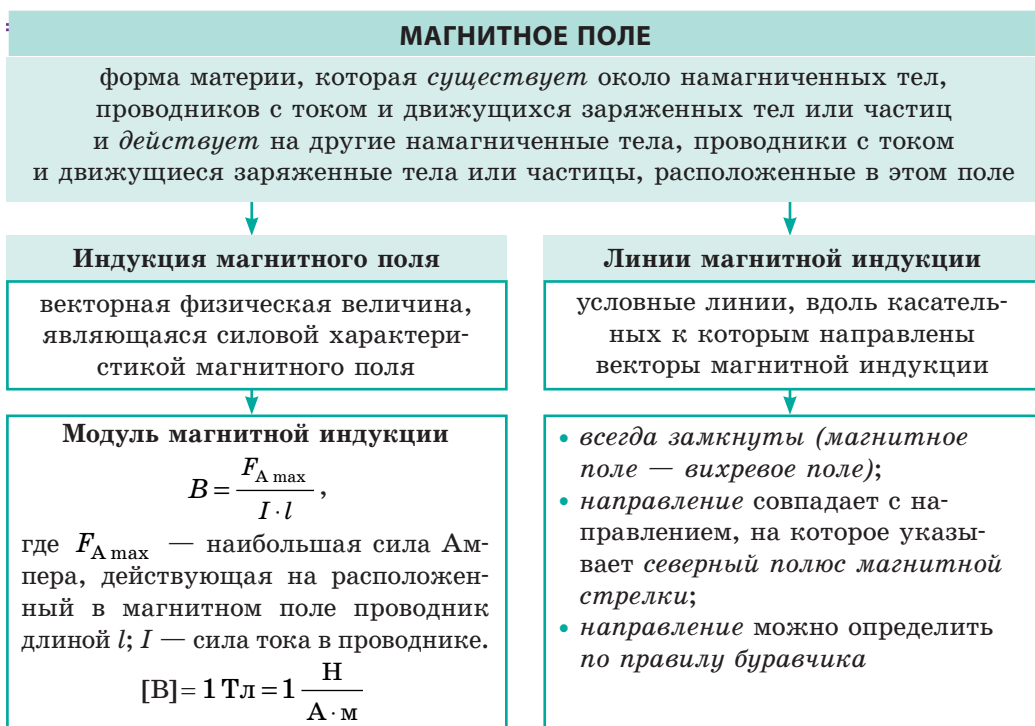 МАГНИТНОЕ ПОЛЕ
форма материи, которая существует около намагниченных тел,
проводников с током и движущихся заряженных тел или частиц
и действует на другие намагниченные тела, проводники с током
и движущиеся заряженные тела или частицы, расположенные в этом поле
Индукция магнитного поля
векторная физическая величина,
являющаяся силовой характери-
стикой магнитного поля
Модуль магнитной индукции
B = F_A max / I · l ,
где F_A max — наибольшая сила Ам-
пера, действующая на расположен-
ный в магнитном поле проводник
длиной l; I — сила тока в проводнике.
[B]= 1 Тл = 1 Н / А · м
Линии магнитной индукции
условные линии, вдоль касатель-
ных к которым направлены
векторы магнитной индукции
• всегда замкнуты (магнитное
поле — вихревое поле);
• направление совпадает с на-
правлением, на которое указы-
вает северный полюс магнитной
стрелки;
• направление можно определить
по правилу буравчика